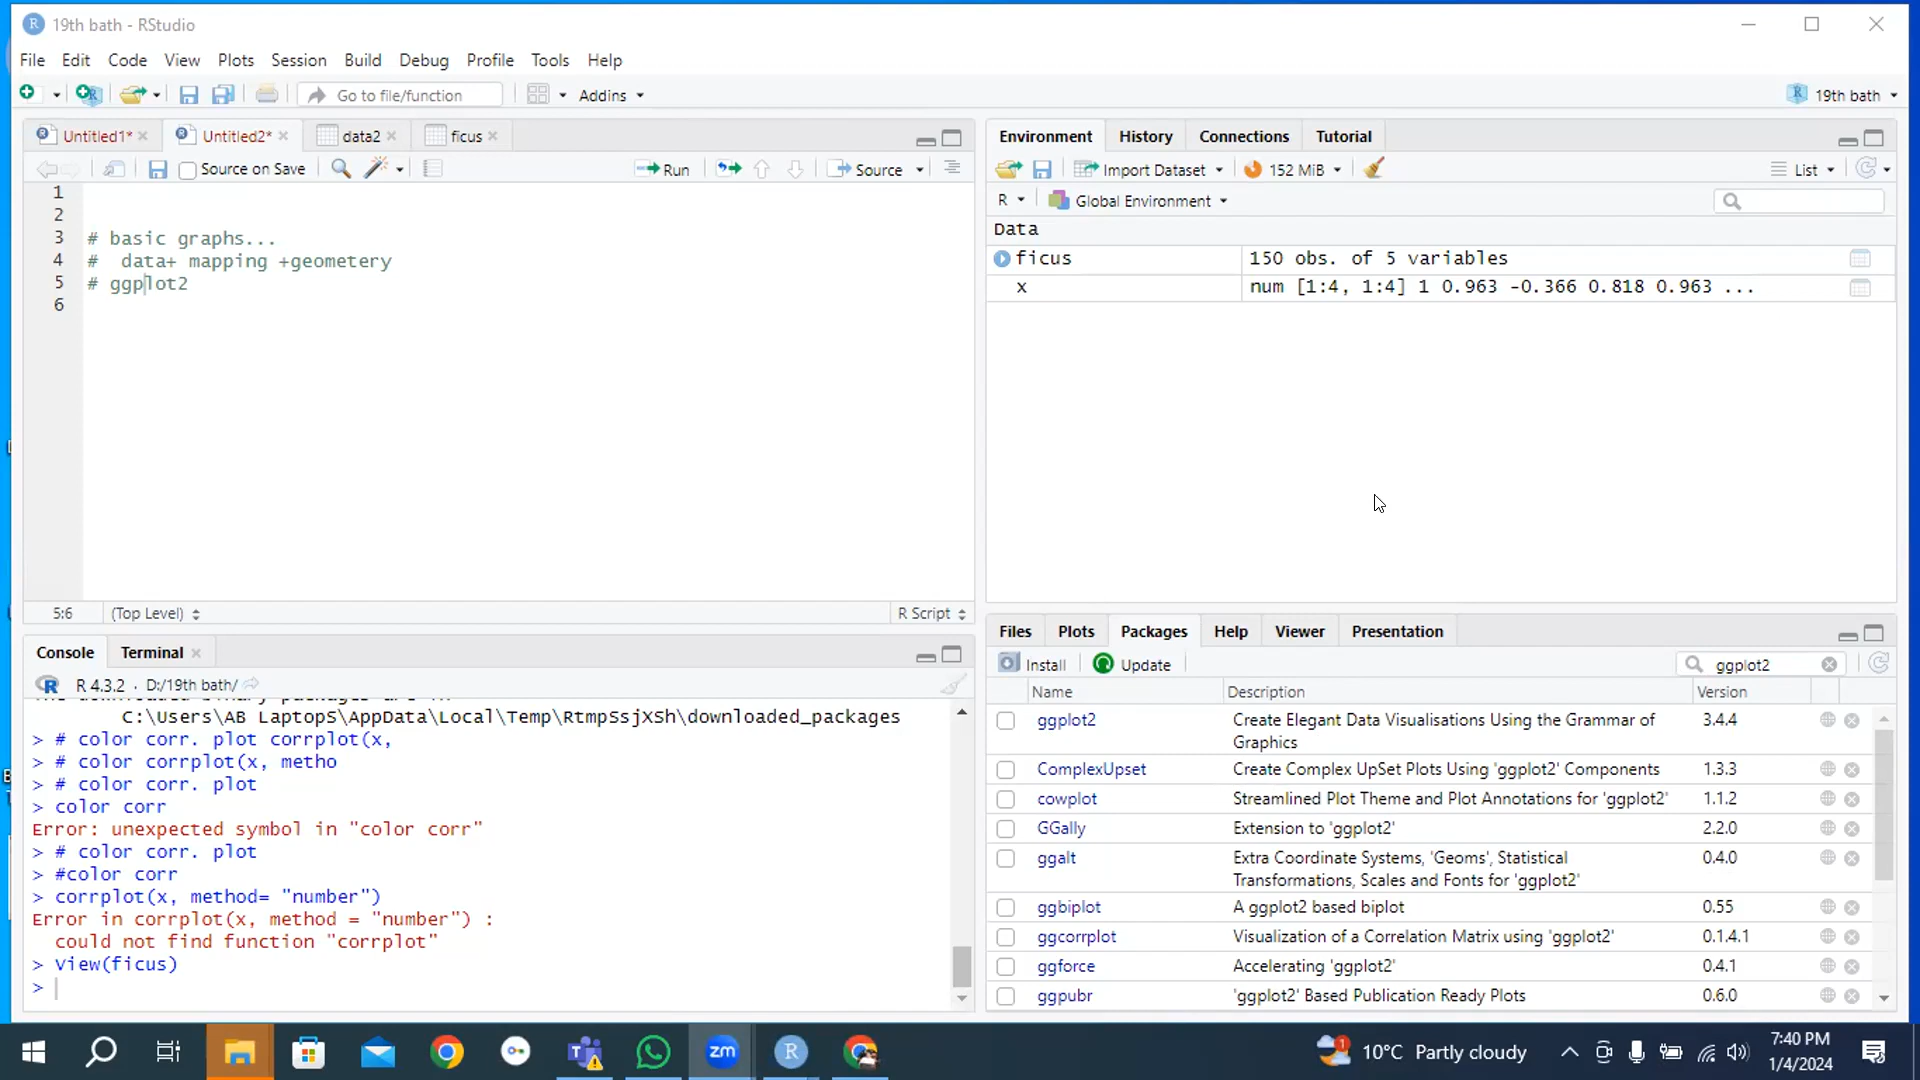 19th bath - RStudio
File Edit Code View Plots Session Build Debug Profile Tools Help
Go to file/function Addins 19th bath
Untitled1* Untitled2* data2 ficus
Source on Save Run Source
1
2
3 # basic graphs...
4 #  data+ mapping +geometery
5 # ggplot2
6
5:6 (Top Level) R Script
Console Terminal
R 4.3.2 · D:/19th bath/
C:\Users\AB LaptopS\AppData\Local\Temp\RtmpSsjXSh\downloaded_packages
> # color corr. plot corrplot(x,
> # color corrplot(x, metho
> # color corr. plot
> color corr
Error: unexpected symbol in "color corr"
> # color corr. plot
> #color corr
> corrplot(x, method= "number")
Error in corrplot(x, method = "number") :
could not find function "corrplot"
> View(ficus)
>
Environment History Connections Tutorial
Import Dataset 152 MiB List
R Global Environment
Data
ficus 150 obs. of 5 variables
x num [1:4, 1:4] 1 0.963 -0.366 0.818 0.963 ...
Files Plots Packages Help Viewer Presentation
Install Update ggplot2
Name Description Version
ggplot2 Create Elegant Data Visualisations Using the Grammar of 3.4.4
Graphics
ComplexUpset Create Complex UpSet Plots Using 'ggplot2' Components 1.3.3
cowplot Streamlined Plot Theme and Plot Annotations for 'ggplot2' 1.1.2
GGally Extension to 'ggplot2' 2.2.0
ggalt Extra Coordinate Systems, 'Geoms', Statistical 0.4.0
Transformations, Scales and Fonts for 'ggplot2'
ggbiplot A ggplot2 based biplot 0.55
ggcorrplot Visualization of a Correlation Matrix using 'ggplot2' 0.1.4.1
ggforce Accelerating 'ggplot2' 0.4.1
ggpubr 'ggplot2' Based Publication Ready Plots 0.6.0
zm R 10°C Partly cloudy 7:40 PM
1/4/2024